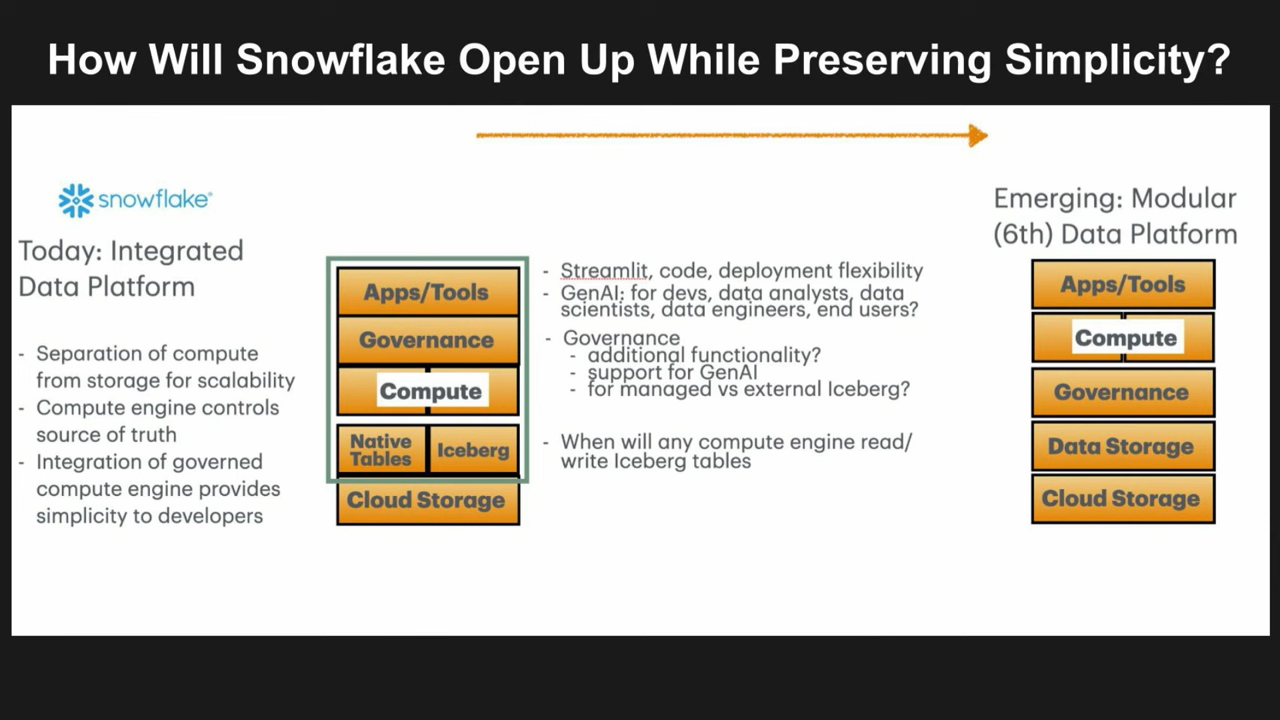 How Will Snowflake Open Up While Preserving Simplicity?
snowflake®
Today: Integrated
Data Platform
- Separation of compute
from storage for scalability
- Compute engine controls
source of truth
- Integration of governed
compute engine provides
simplicity to developers
Apps/Tools
Governance
Compute
Native
Tables
Iceberg
Cloud Storage
- Streamlit, code, deployment flexibility
- GenAI: for devs, data analysts, data
scientists, data engineers, end users?
- Governance
- additional functionality?
- support for GenAI
- for managed vs external Iceberg?
- When will any compute engine read/
write Iceberg tables
Emerging: Modular
(6th) Data Platform
Apps/Tools
Compute
Governance
Data Storage
Cloud Storage